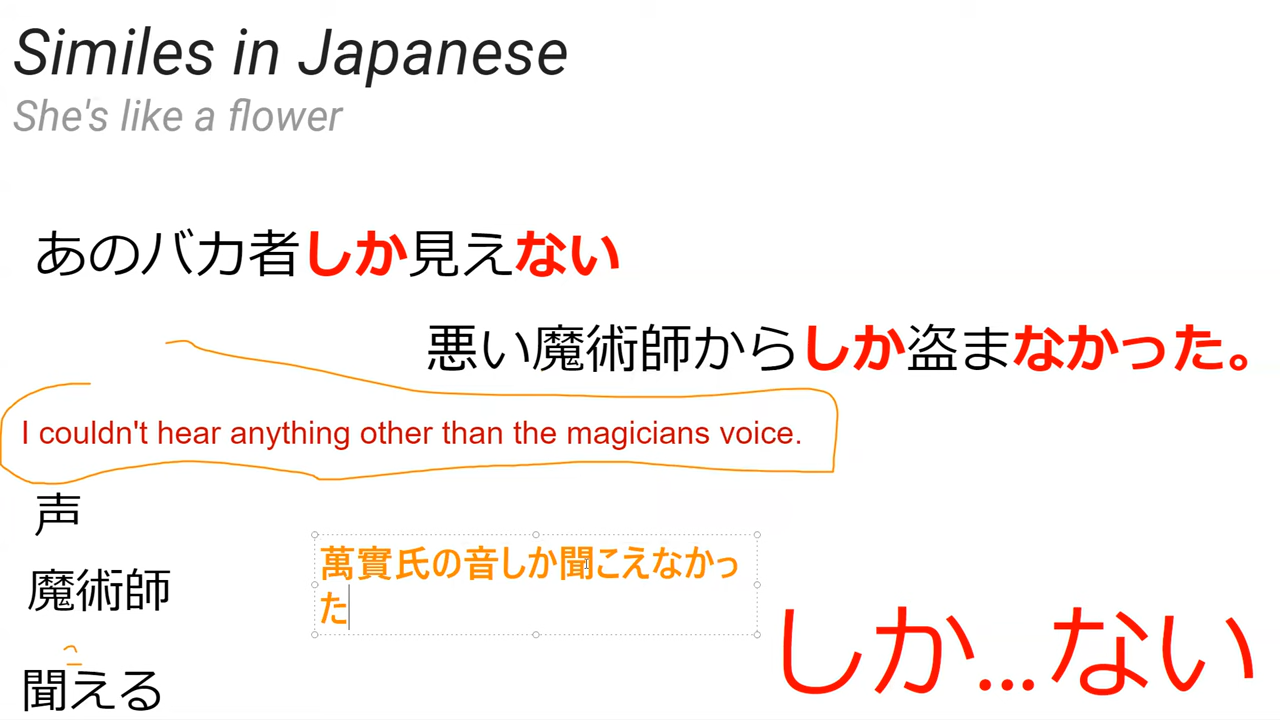 Similes in Japanese
She's like a flower
あのバカ者しか見えない
悪い魔術師からしか盗まなかった。
I couldn't hear anything other than the magicians voice.
声
魔術師
こ
聞える
萬實氏の音しか聞こえなかっ
た
しか...ない